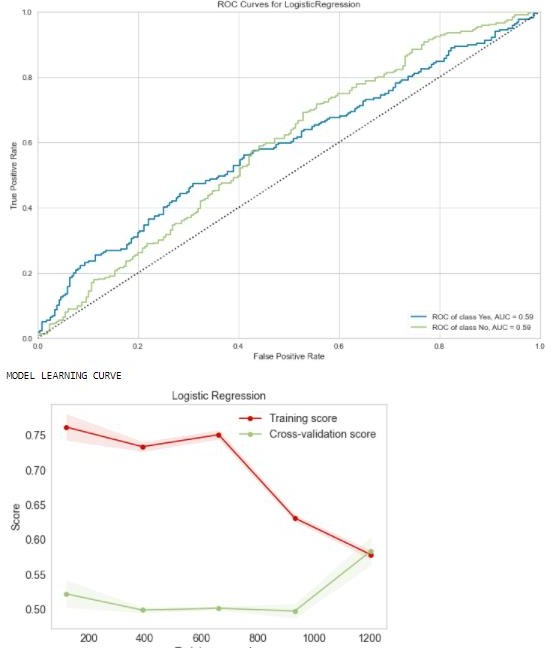 ROC Curves for LogisticRegression
1.0
0.8
0.6
0.4
0.2
0.0
True Positive Rate
ROC of class Yes, AUC = 0.59
ROC of class No, AUC = 0.59
0.0 0.2 0.4 0.6 0.8 1.0
False Positive Rate
MODEL LEARNING CURVE
Logistic Regression
Training score
Cross-validation score
0.75
0.70
0.65
0.60
0.55
0.50
Score
200 400 600 800 1000 1200